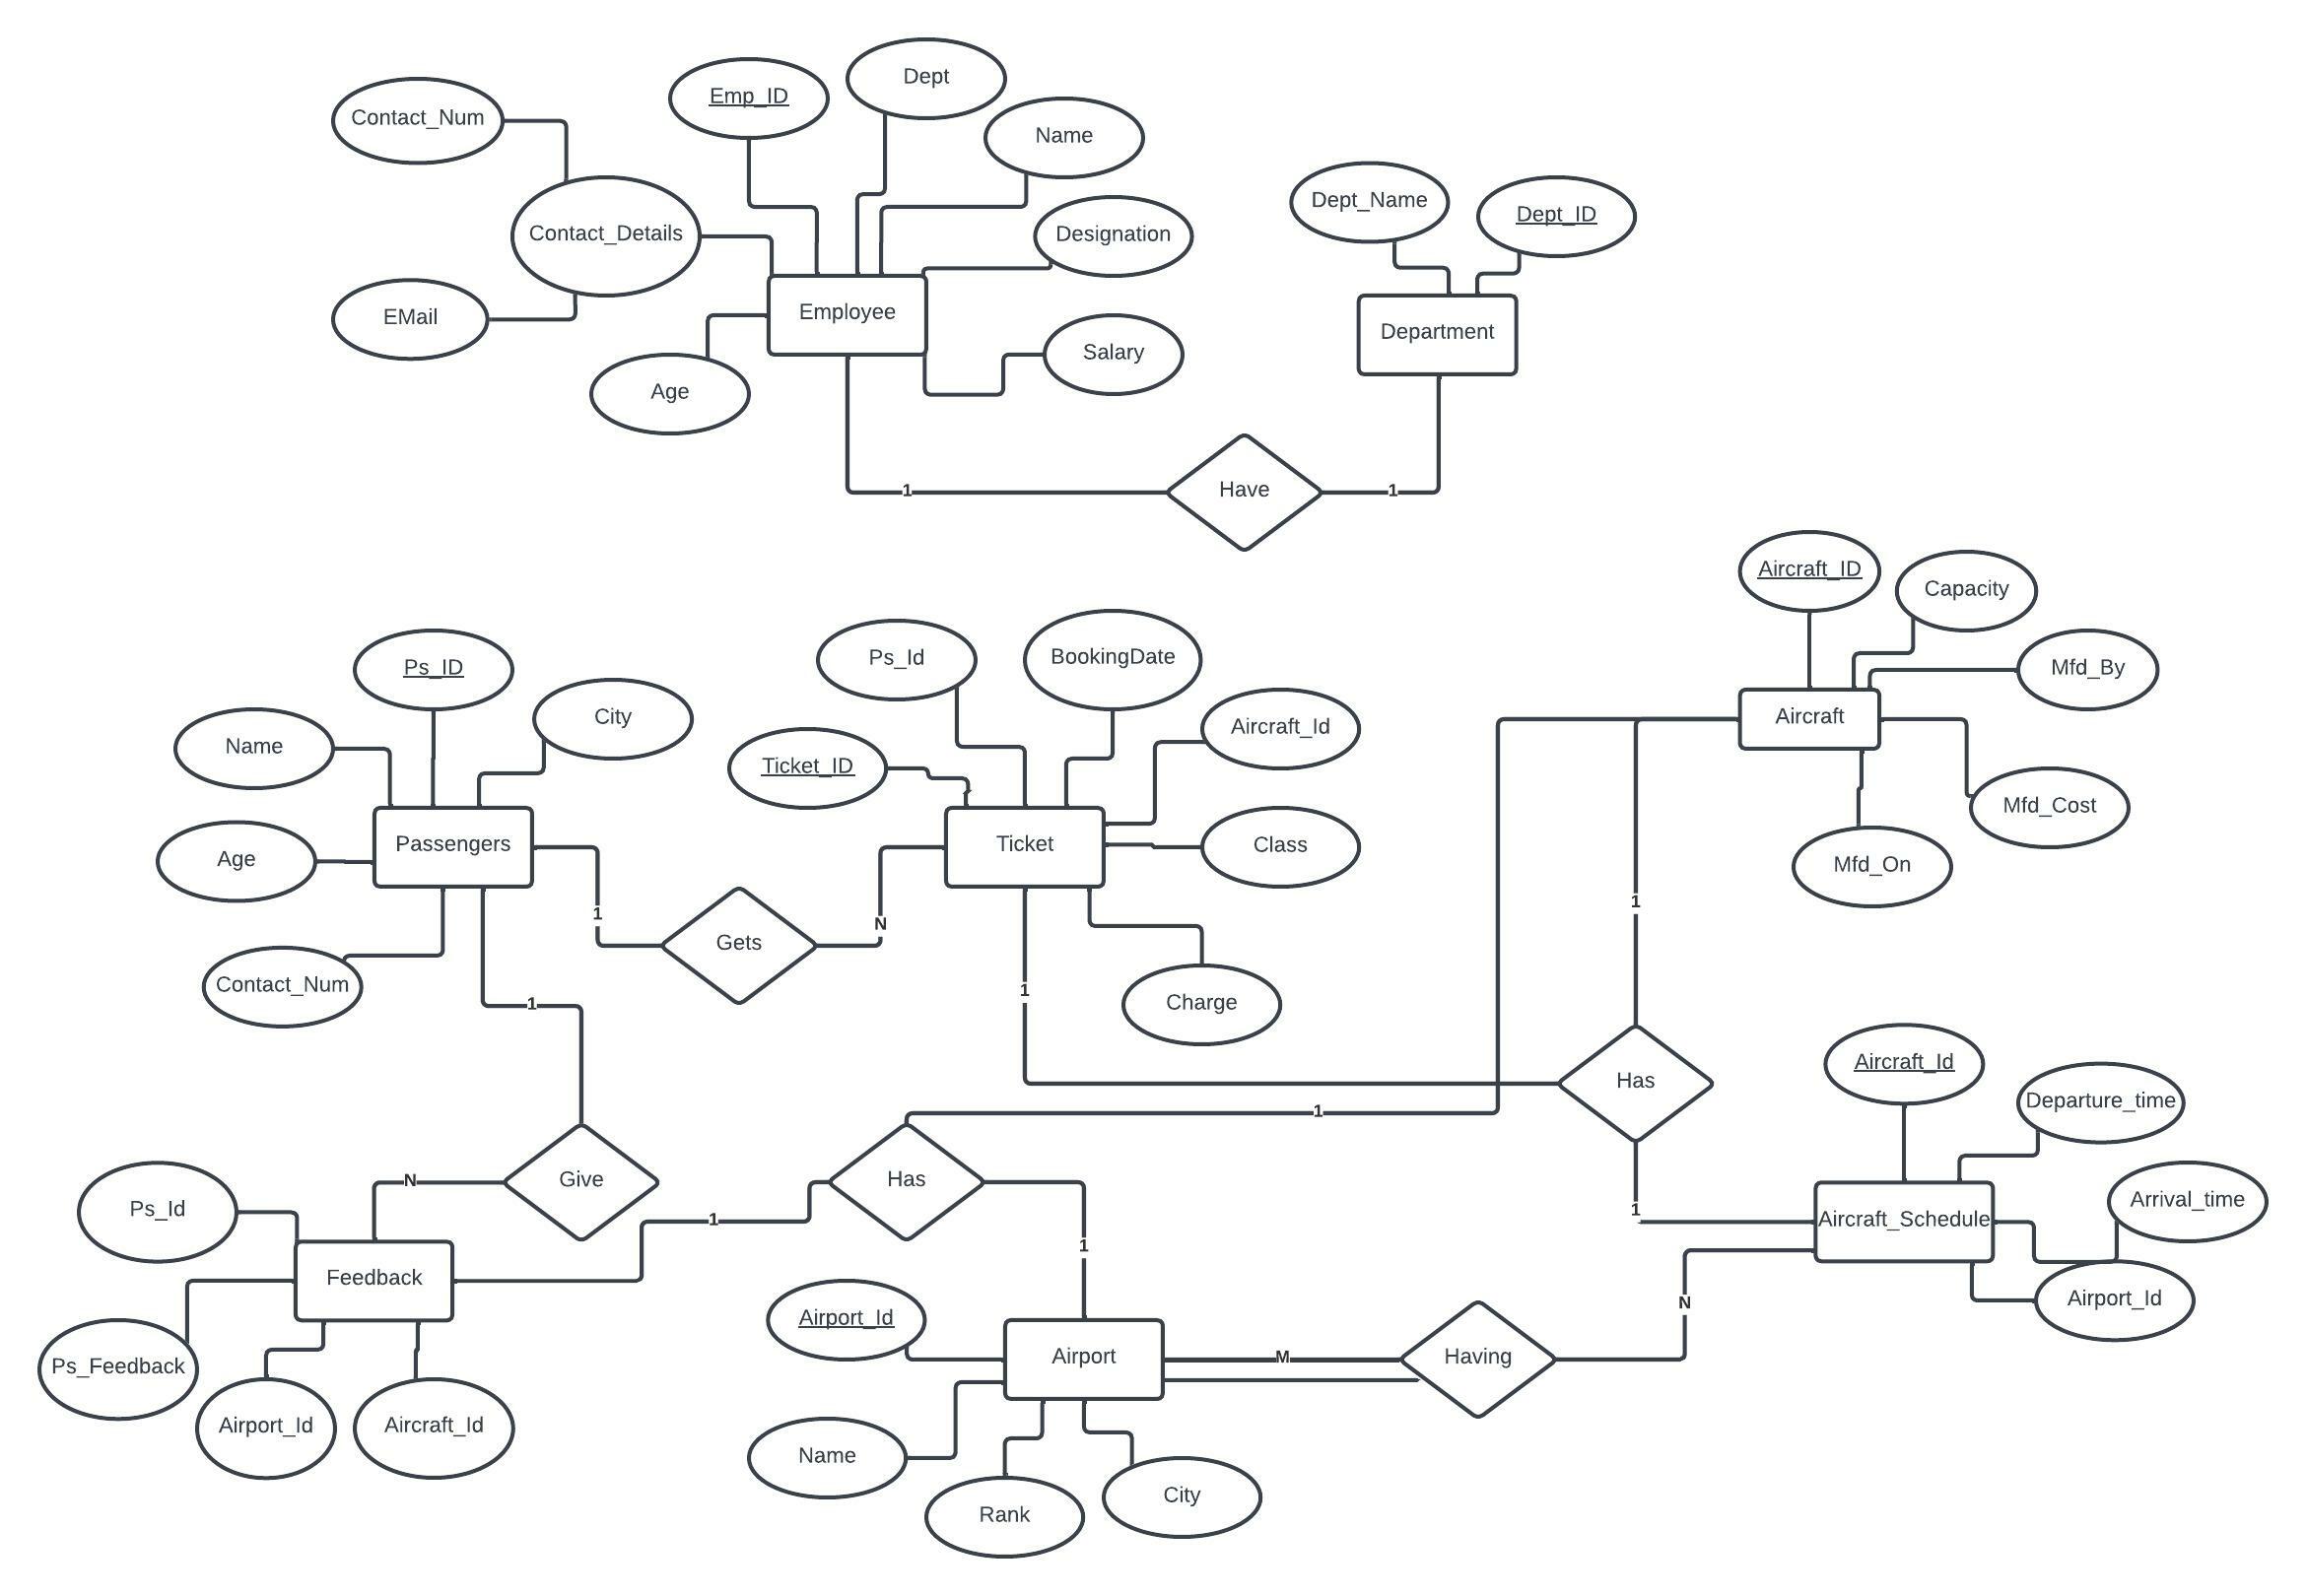 Dept
Emp_ID
Contact_Num
Name
Dept_Name
Dept_ID
Contact_Details
Designation
EMail
Employee
Department
Salary
Age
1
Have
1
Aircraft_ID
Capacity
Ps_ID
Ps_Id
BookingDate
Mfd_By
City
Name
Aircraft_Id
Aircraft
Ticket_ID
Mfd_Cost
Passengers
Ticket
Class
Age
Mfd_On
1
N
1
Gets
Contact_Num
1
1
Charge
Aircraft_Id
Has
Departure_time
1
Give
N
Has
Ps_Id
Arrival_time
1
1
Aircraft_Schedule
1
Feedback
Airport_Id
N
Airport_Id
Ps_Feedback
Airport
M
Having
Airport_Id
Aircraft_Id
Name
City
Rank